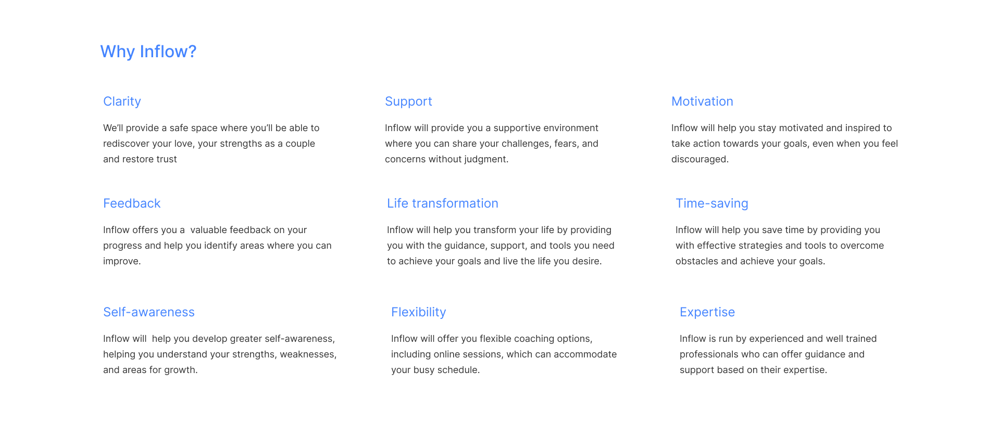 Why Inflow?
Clarity
We’ll provide a safe space where you’ll be able to
rediscover your love, your strengths as a couple
and restore trust
Support
Inflow will provide you a supportive environment
where you can share your challenges, fears, and
concerns without judgment.
Motivation
Inflow will help you stay motivated and inspired to
take action towards your goals, even when you feel
discouraged.
Feedback
Inflow offers you a  valuable feedback on your
progress and help you identify areas where you can
improve.
Life transformation
Inflow will help you transform your life by providing
you with the guidance, support, and tools you need
to achieve your goals and live the life you desire.
Time-saving
Inflow will help you save time by providing you
with effective strategies and tools to overcome
obstacles and achieve your goals.
Self-awareness
Inflow will  help you develop greater self-awareness,
helping you understand your strengths, weaknesses,
and areas for growth.
Flexibility
Inflow will offer you flexible coaching options,
including online sessions, which can accommodate
your busy schedule.
Expertise
Inflow is run by experienced and well trained
professionals who can offer guidance and
support based on their expertise.